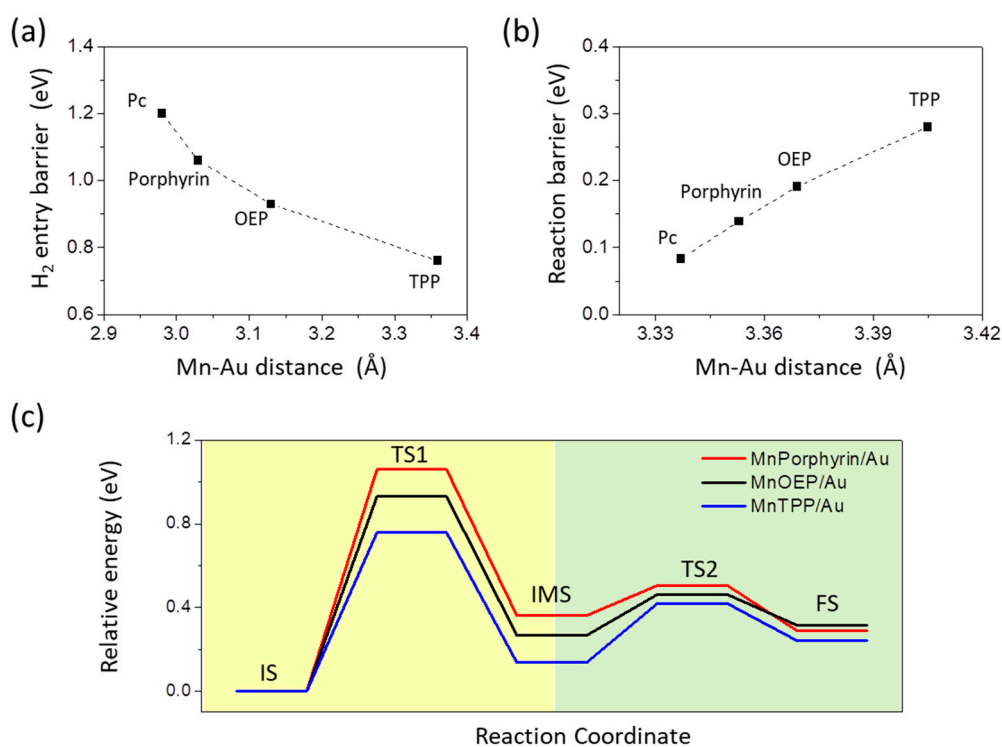 (a)
1.4
1.2
1.0
0.8
0.6
H₂ entry barrier (eV)
Pc
Porphyrin
OEP
TPP
2.9 3.0 3.1 3.2 3.3 3.4
Mn-Au distance (Å)
(b)
0.4
0.3
0.2
0.1
0.0
Reaction barrier (eV)
TPP
OEP
Porphyrin
Pc
3.33 3.36 3.39 3.42
Mn-Au distance (Å)
(c)
1.2
0.8
0.4
0.0
Relative energy (eV)
IS
TS1
IMS
TS2
FS
MnPorphyrin/Au
MnOEP/Au
MnTPP/Au
Reaction Coordinate